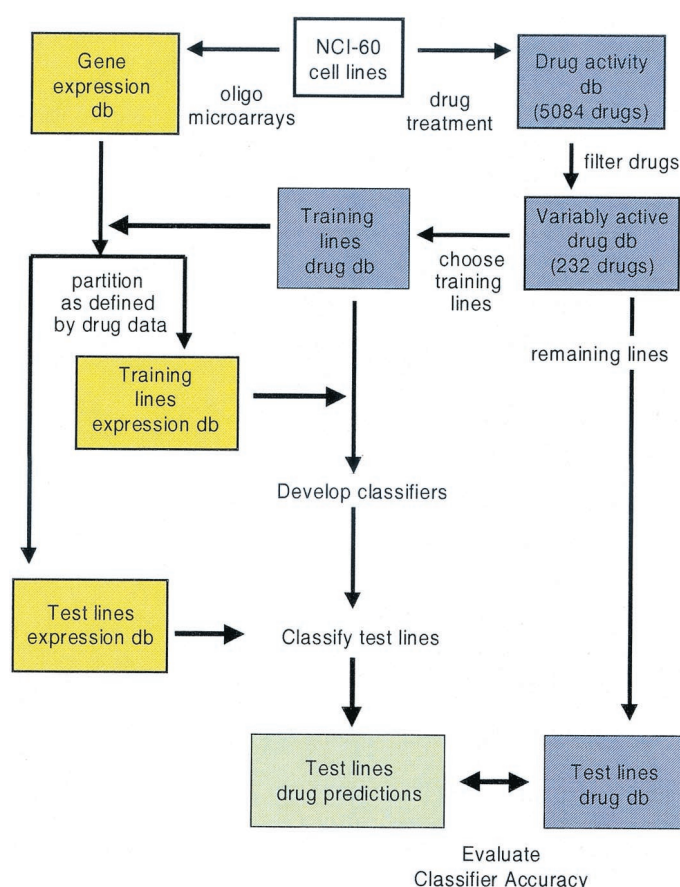 NCI-60
cell lines
Gene
expression
db
oligo
microarrays
drug
treatment
Drug activity
db
(5084 drugs)
filter drugs
Training
lines
drug db
choose
training
lines
Variably active
drug db
(232 drugs)
partition
as defined
by drug data
remaining lines
Training
lines
expression db
Develop classifiers
Test lines
expression db
Classify test lines
Test lines
drug predictions
Test lines
drug db
Evaluate
Classifier Accuracy